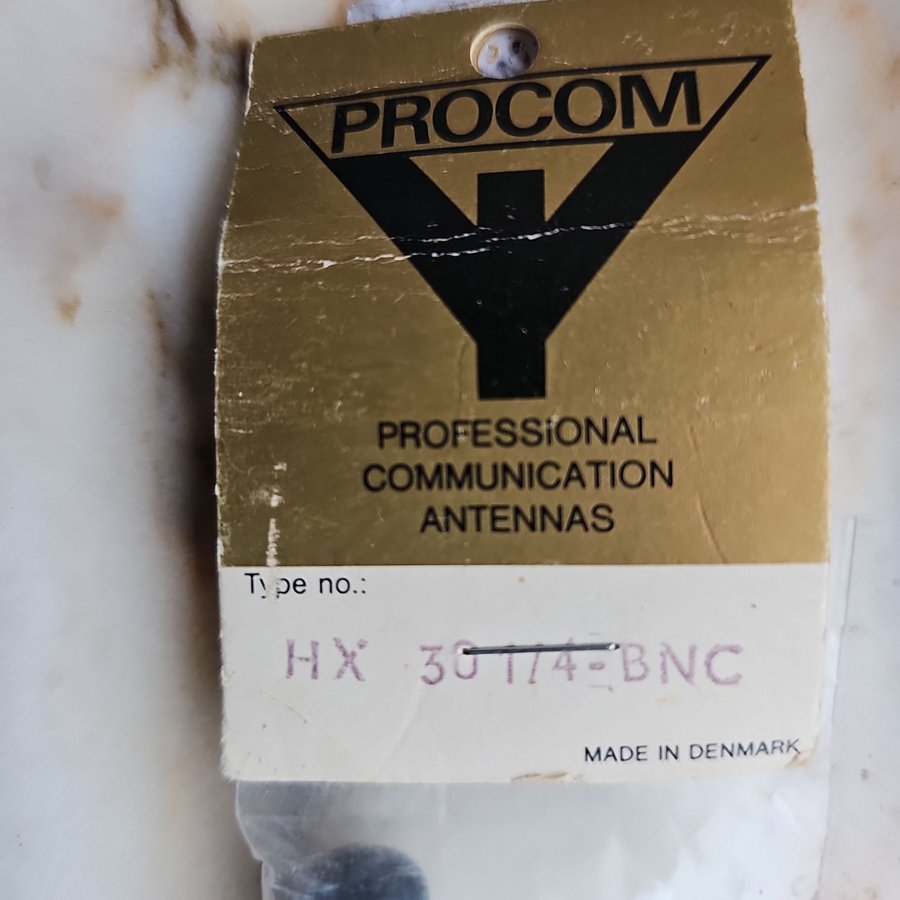 PROCOM
PROFESSIONAL
COMMUNICATION
ANTENNAS
Type no.:
HX 30 1/4-BNC
MADE IN DENMARK